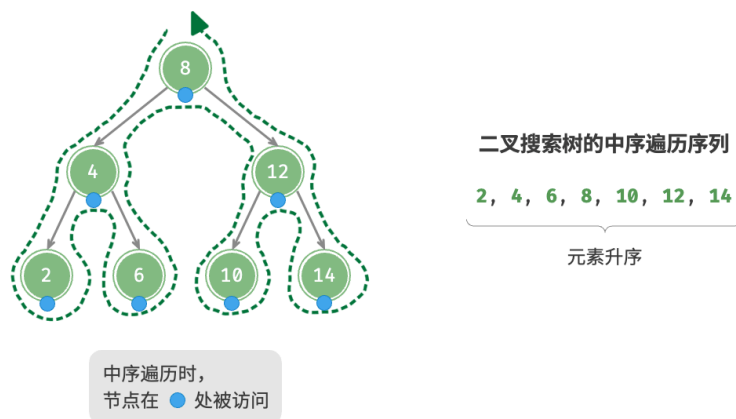 8
4
12
2
6
10
14
二叉搜索树的中序遍历序列
2, 4, 6, 8, 10, 12, 14
元素升序
中序遍历时，
节点在 处被访问